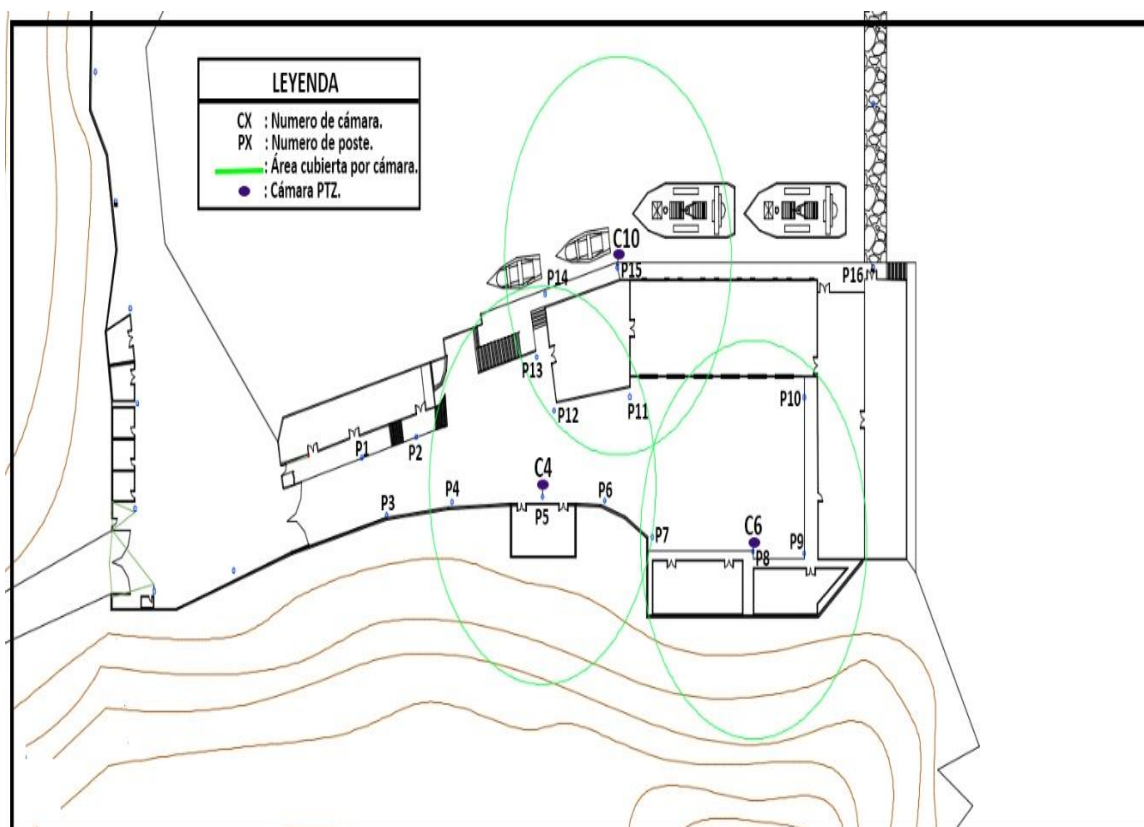 LEYENDA
CX : Numero de cámara.
PX : Numero de poste.
: Área cubierta por cámara.
: Cámara PTZ.
C10
P14
P15
P16
P13
P12
P11
P10
P1
P2
C4
P3
P4
P5
P6
P7
C6
P8
P9